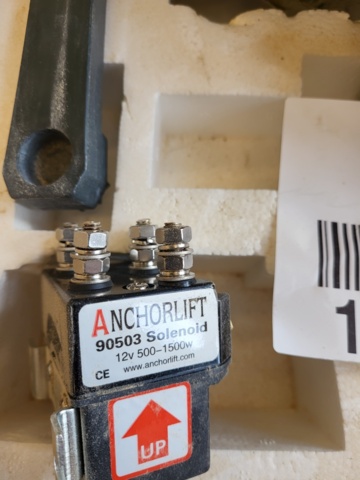 ANCHORLIFT
90503 Solenoid
12v 500-1500w
www.anchorlift.com
CE
UP
1